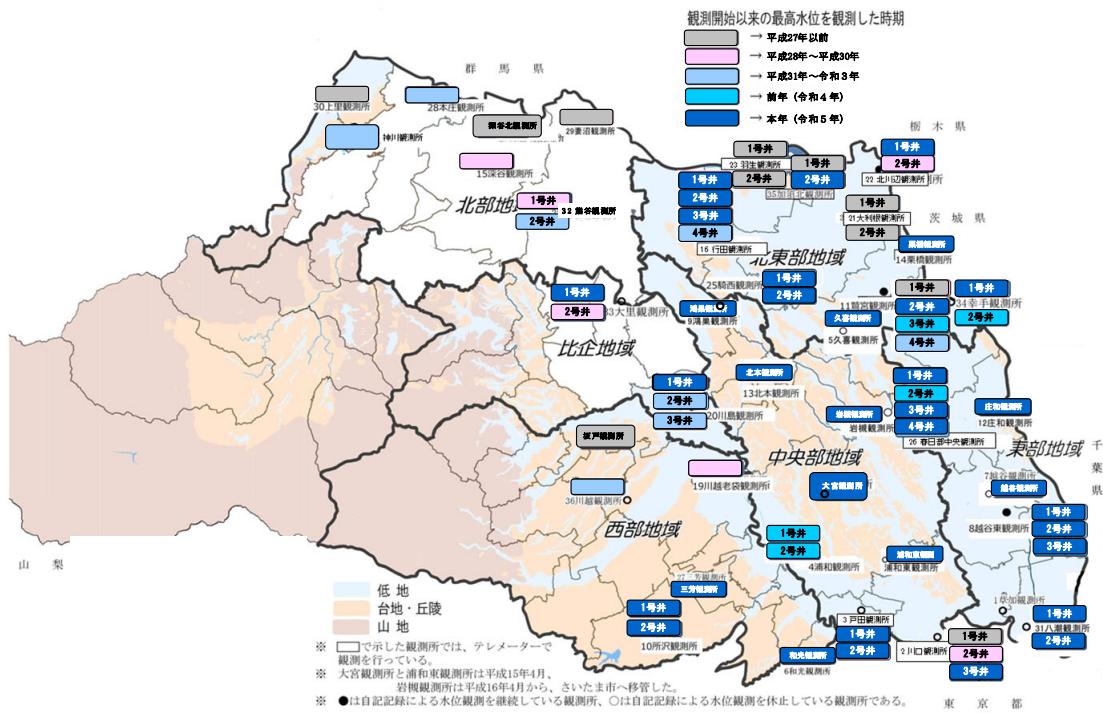 観測開始以来の最高水位を観測した時期
→ 平成27年以前
→ 平成28年～平成30年
→ 平成31年～令和3年
→ 前年（令和4年）
→ 本年（令和5年）
群 馬 県
栃 木 県
茨 城 県
千 葉 県
東 京 都
山 梨
30上里観測所
28本庄観測所
神川観測所
深谷北観測所
29妻沼観測所
15深谷観測所
北部地域
1号井
2号井
32 熊谷観測所
1号井
23 羽生観測所
2号井
1号井
2号井
35加須北観測所
1号井
2号井
22 北川辺観測所
1号井
2号井
3号井
4号井
16 行田観測所
1号井
21大利根観測所
2号井
北東部地域
栗橋観測所
14栗橋観測所
25騎西観測所
1号井
2号井
11鷲宮観測所
1号井
2号井
3号井
4号井
1号井
34幸手観測所
2号井
1号井
2号井
33大里観測所
鴻巣観測所
9鴻巣観測所
久喜観測所
5久喜観測所
比企地域
北本観測所
13北本観測所
1号井
2号井
3号井
20川島観測所
1号井
2号井
3号井
4号井
26 春日部中央観測所
岩槻観測所
岩槻観測所
庄和観測所
12庄和観測所
東部地域
坂戸観測所
中央部地域
19川越老袋観測所
大宮観測所
7越谷観測所
越谷観測所
36川越観測所
8越谷東観測所
1号井
2号井
3号井
西部地域
1号井
2号井
4浦和観測所
浦和東観測
浦和東観測所
27三芳観測所
三芳観測所
1号井
2号井
10所沢観測所
3戸田観測所
1号井
2号井
和光観測所
6和光観測所
1草加観測所
1号井
31八潮観測所
2号井
2川口観測所
1号井
2号井
3号井
低 地
台地・丘陵
山 地
※ で示した観測所では、テレメーターで
観測を行っている。
※ 大宮観測所と浦和東観測所は平成15年4月、
岩槻観測所は平成16年4月から、さいたま市へ移管した。
※ ●は自記記録による水位観測を継続している観測所、○は自記記録による水位観測を休止している観測所である。